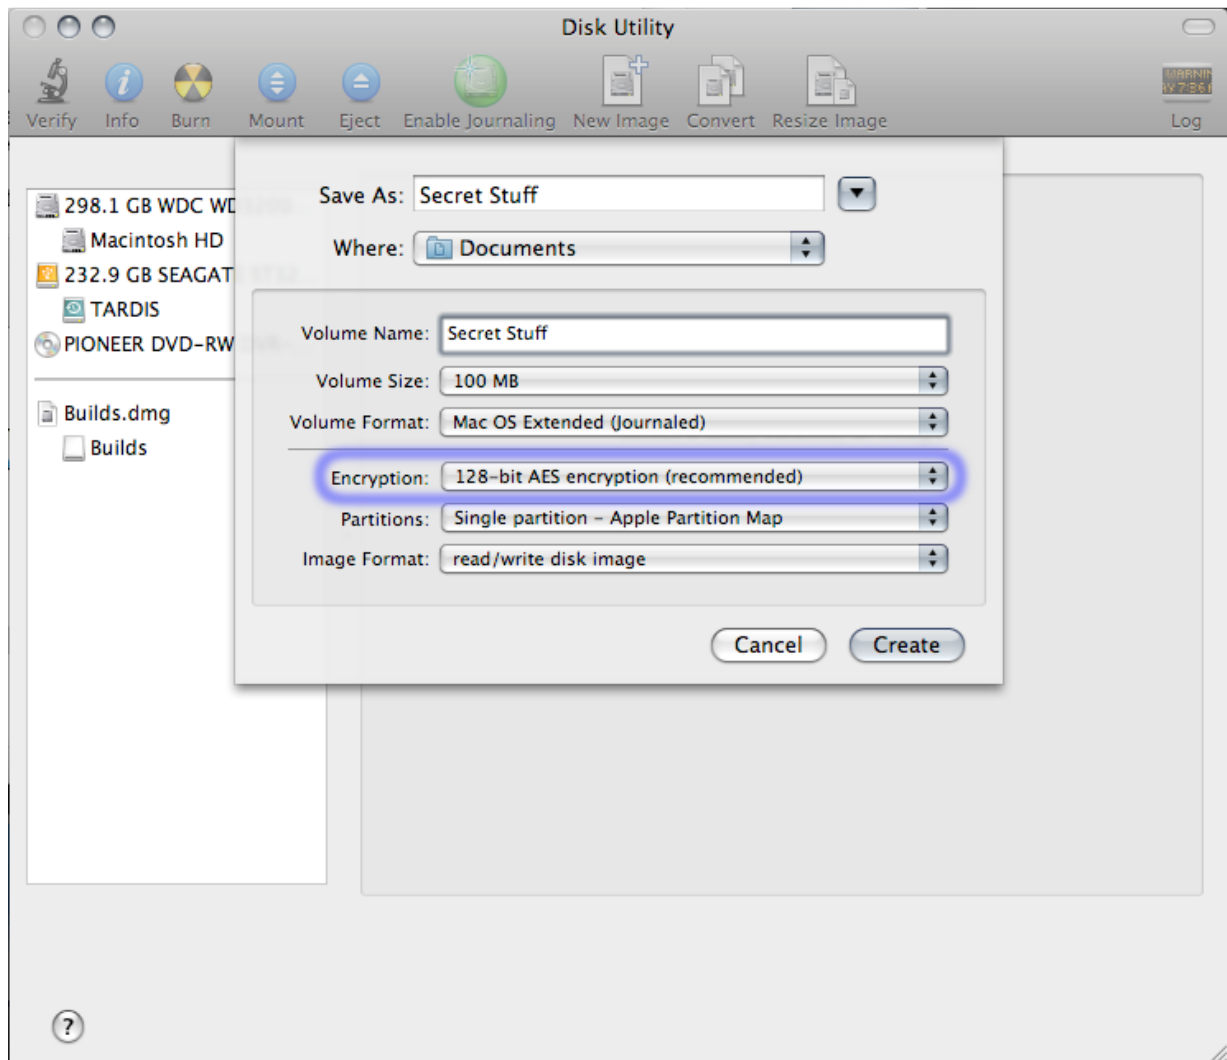 Disk Utility
Verify Info Burn Mount Eject Enable Journaling New Image Convert Resize Image Log
Save As: Secret Stuff
Where: Documents
298.1 GB WDC WD
Macintosh HD
232.9 GB SEAGAT
TARDIS
PIONEER DVD-RW
Builds.dmg
Builds
Volume Name: Secret Stuff
Volume Size: 100 MB
Volume Format: Mac OS Extended (Journaled)
Encryption: 128-bit AES encryption (recommended)
Partitions: Single partition - Apple Partition Map
Image Format: read/write disk image
Cancel Create
?